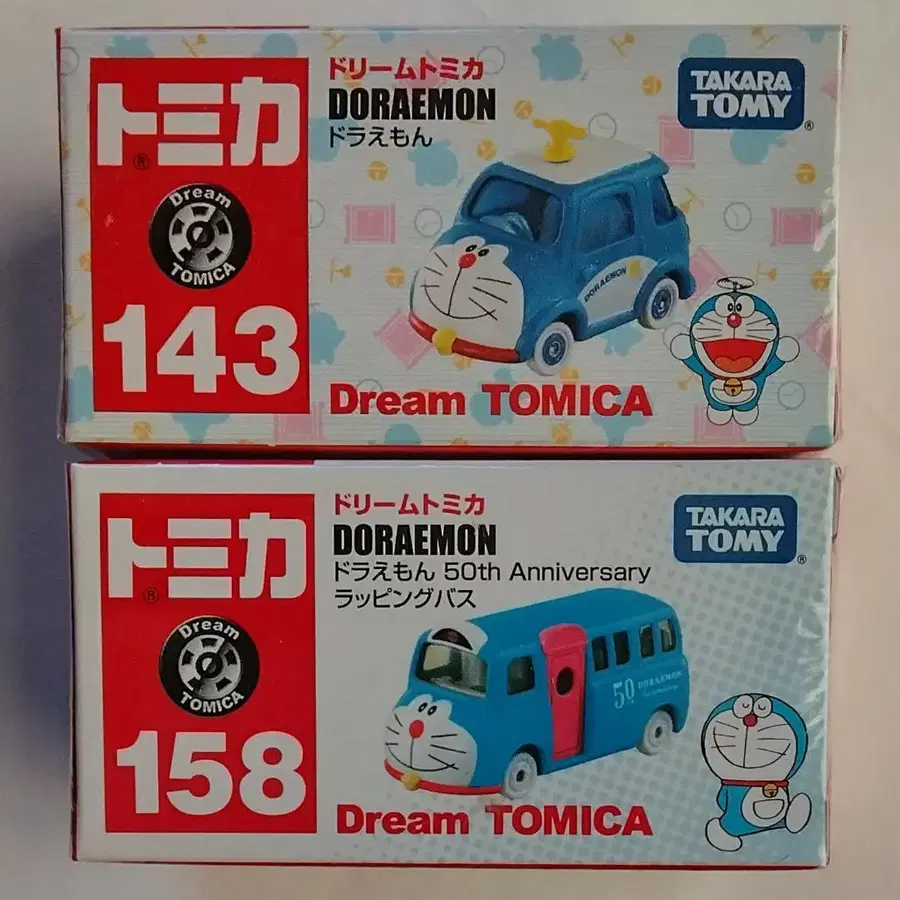 トミカ
®
Dream
TOMICA
143
ドリームトミカ
DORAEMON
ドラえもん
TAKARA
TOMY
®
DORAEMON
Dream TOMICA
トミカ
®
Dream
TOMICA
158
ドリームトミカ
DORAEMON
ドラえもん 50th Anniversary
ラッピングバス
TAKARA
TOMY
®
50
DORAEMON
Dream TOMICA